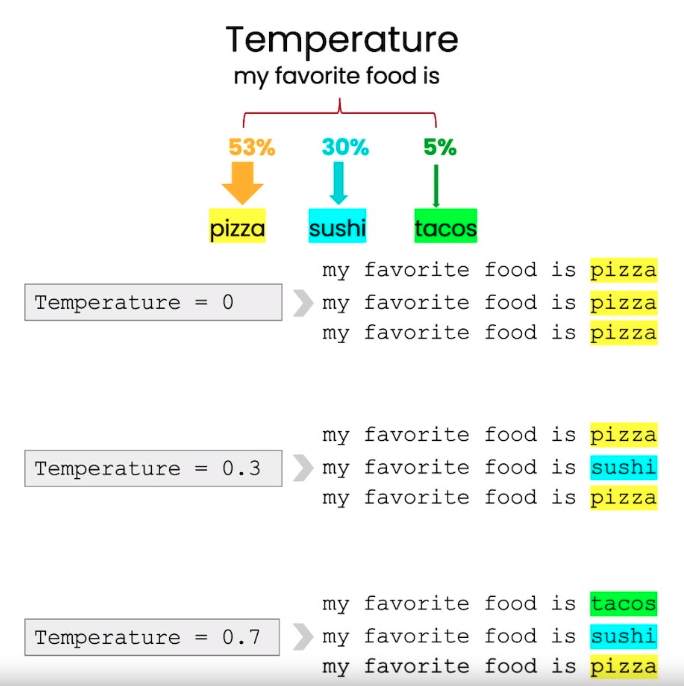 Temperature
my favorite food is
53% 30% 5%
pizza sushi tacos
my favorite food is pizza
Temperature = 0 my favorite food is pizza
my favorite food is pizza
my favorite food is pizza
Temperature = 0.3 my favorite food is sushi
my favorite food is pizza
my favorite food is tacos
Temperature = 0.7 my favorite food is sushi
my favorite food is pizza